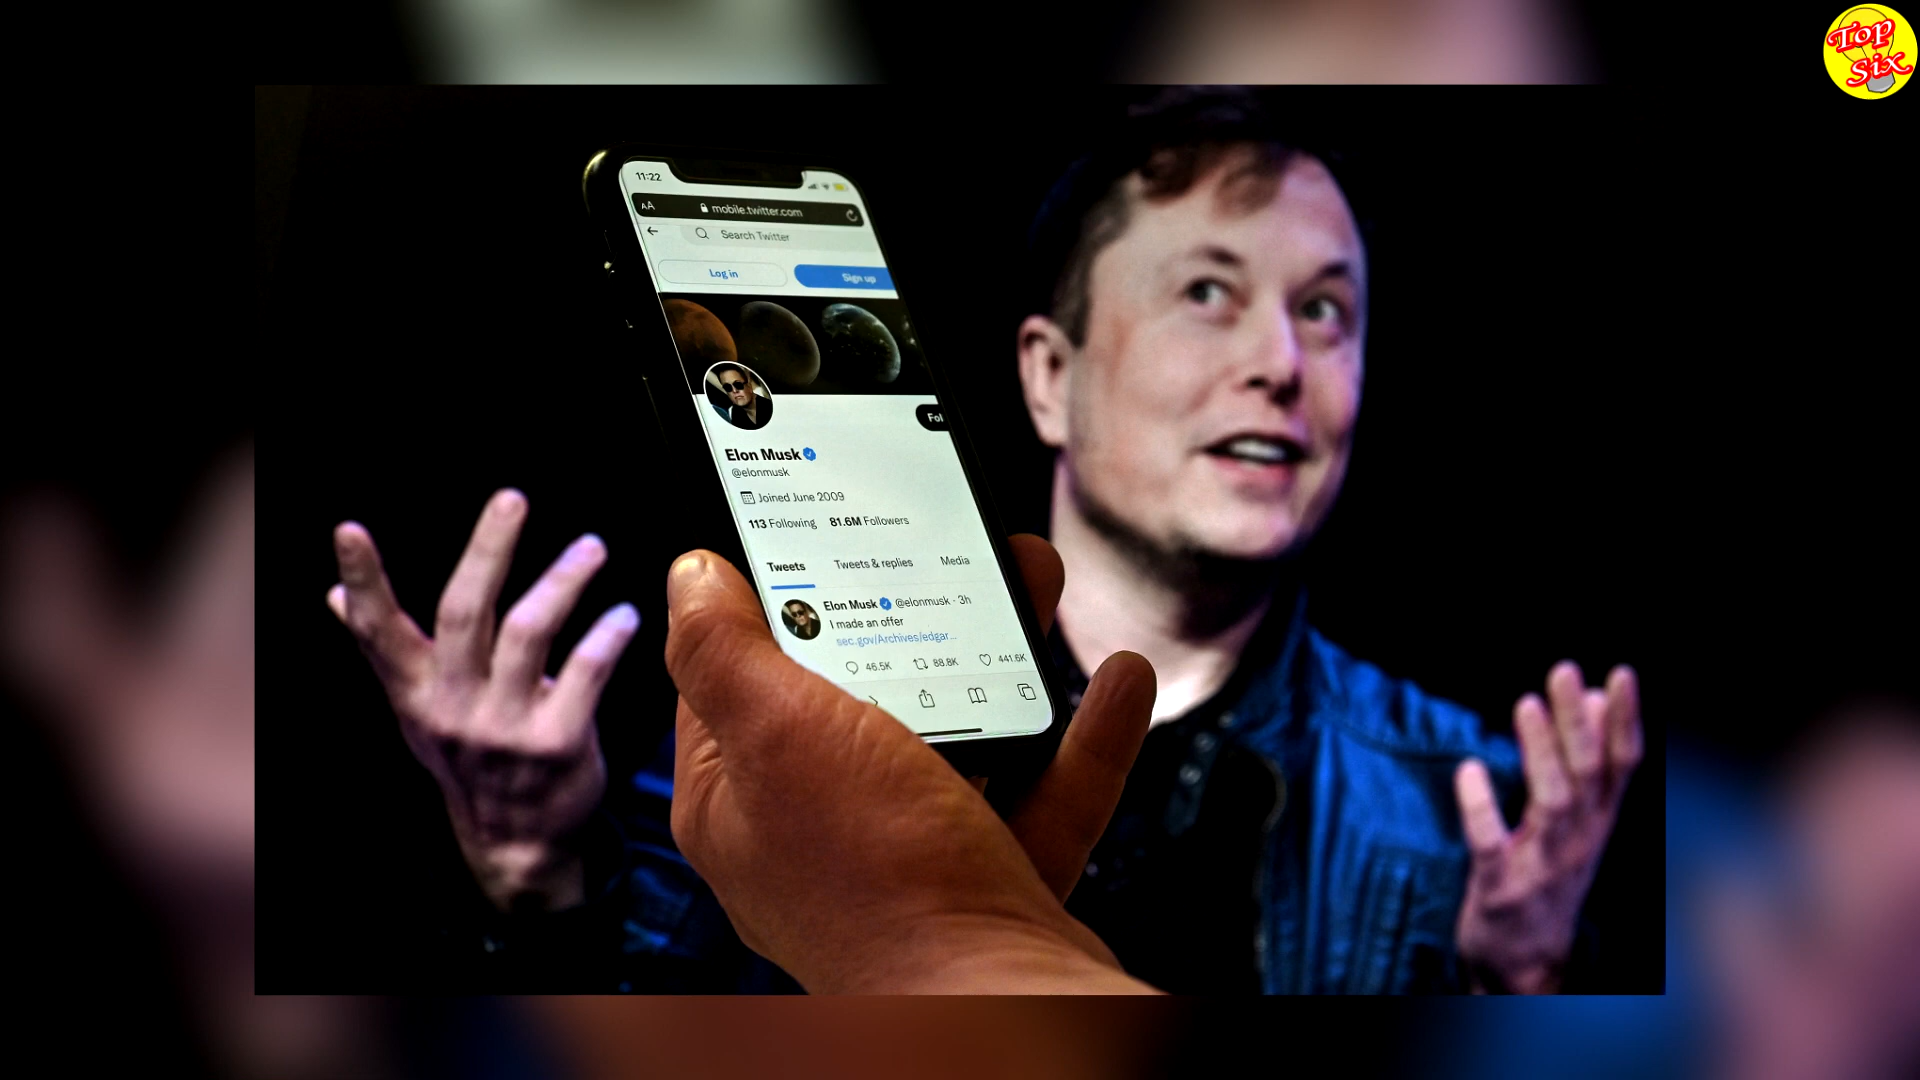 Top
Six
11:22
AA mobile.twitter.com
Search Twitter
Log in Sign up
Fol
Elon Musk
@elonmusk
Joined June 2009
113 Following 81.6M Followers
Tweets Tweets & replies Media
Elon Musk @elonmusk · 3h
I made an offer
sec.gov/Archives/edgar...
46.5K 88.8K 441.6K